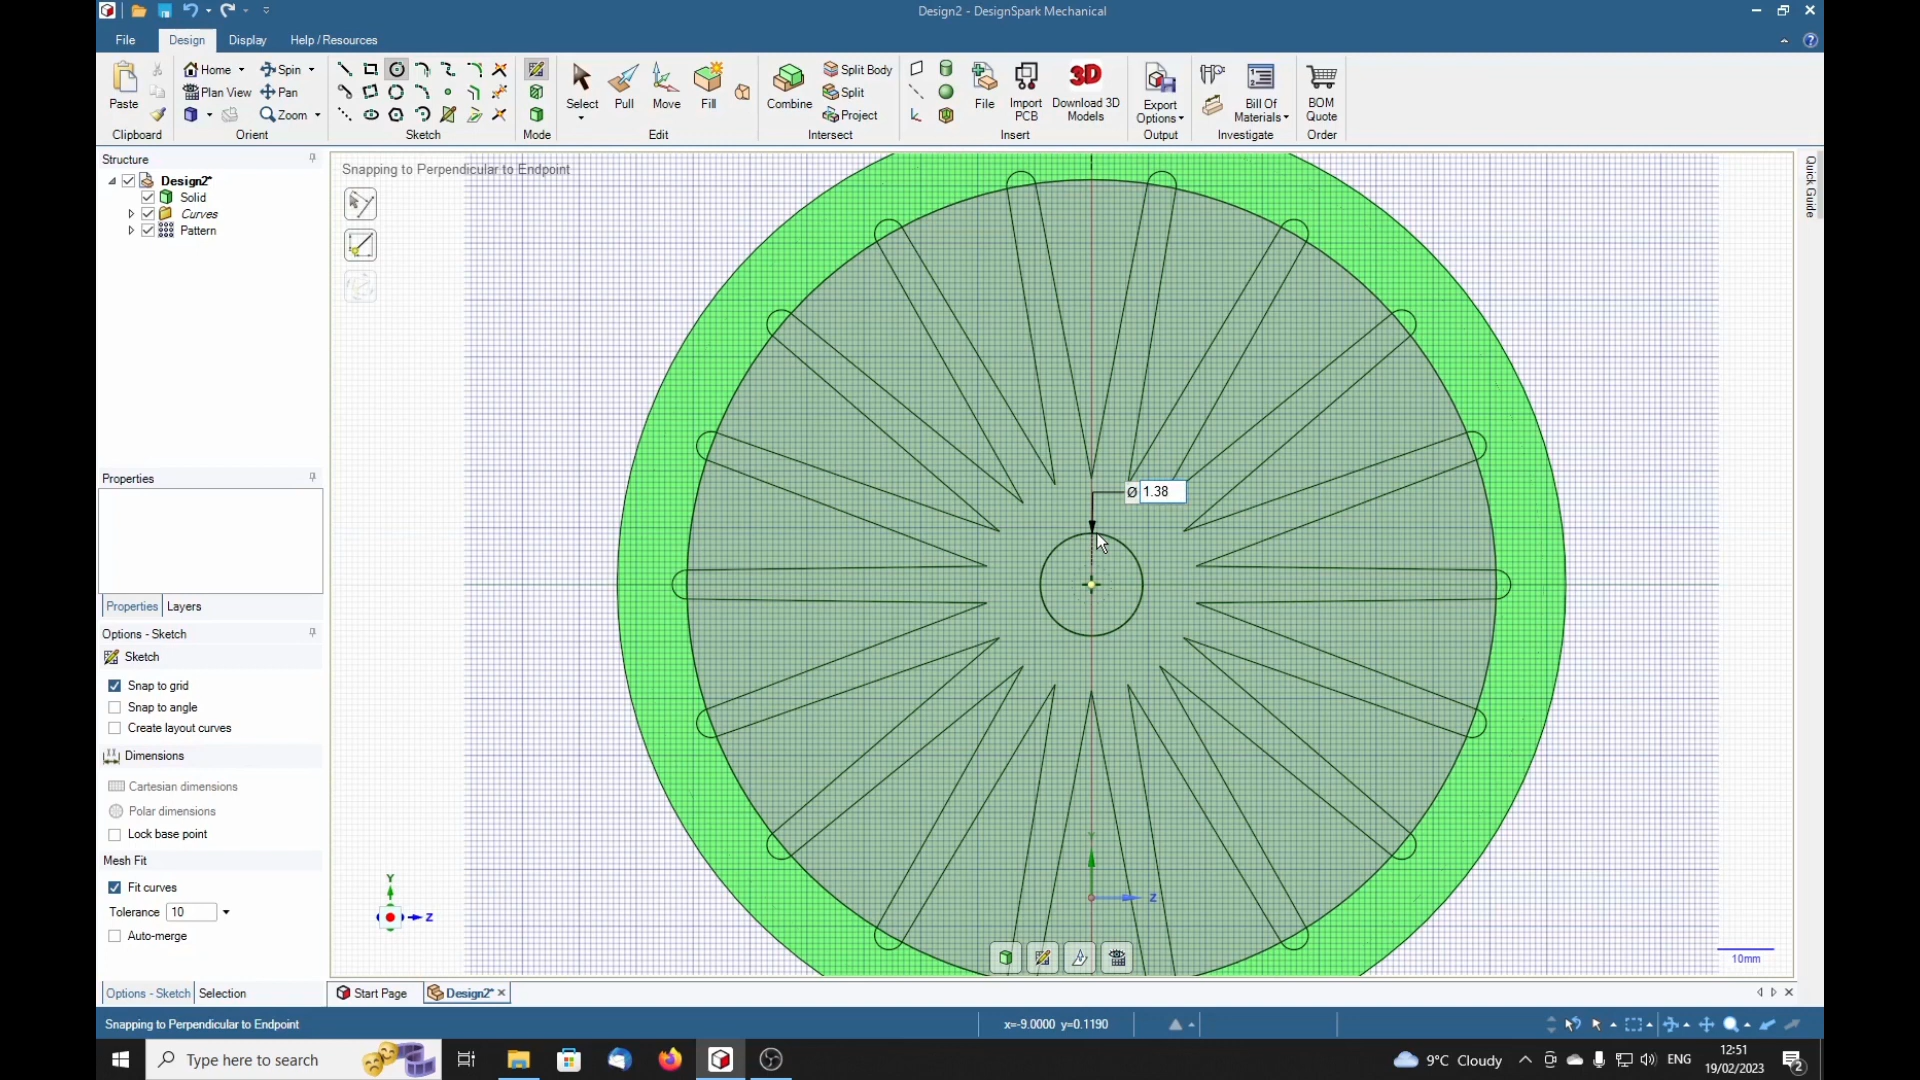 Design2 - DesignSpark Mechanical
File
Design
Display
Help / Resources
Paste
Clipboard
Home
Spin
Plan View
Pan
Zoom
Orient
Sketch
Mode
Select
Pull
Move
Fill
Edit
Combine
Split Body
Split
Project
Intersect
File
Import
PCB
3D
Download 3D
Models
Insert
Export
Options
Output
Bill Of
Materials
Investigate
BOM
Quote
Order
Structure
Design2*
Solid
Curves
Pattern
Snapping to Perpendicular to Endpoint
Quick Guide
Ø 1.38
Properties
Properties
Layers
Options - Sketch
Sketch
Snap to grid
Snap to angle
Create layout curves
Dimensions
Cartesian dimensions
Polar dimensions
Lock base point
Mesh Fit
Fit curves
Tolerance 10
Auto-merge
Y
Z
Y
Z
10mm
Options - Sketch
Selection
Start Page
Design2*
Snapping to Perpendicular to Endpoint
x=-9.0000 y=0.1190
Type here to search
9°C Cloudy
ENG
12:51
19/02/2023
2